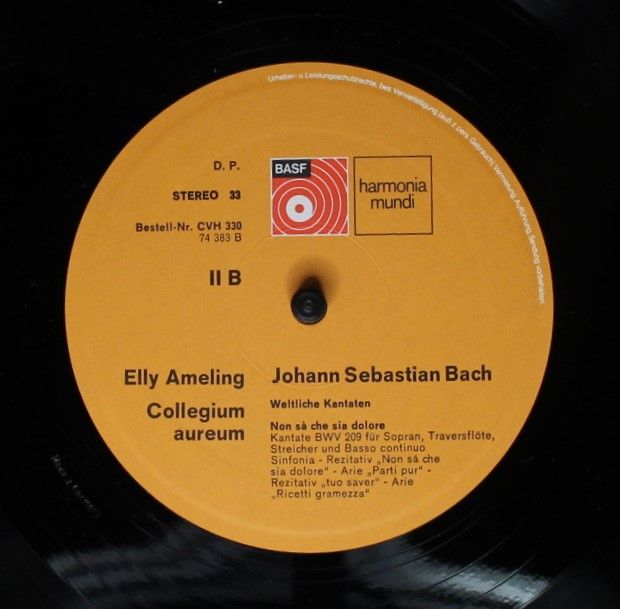 Urheber- u. Leistungsschutzrechte, bes. Vervielfältigung (auß. z. pers. Gebrauch), Vermietung, Aufführung, Sendung vorbehalten.
D. P.
BASF
harmonia
mundi
STEREO 33
Bestell-Nr. CVH 330
74 383 B
II B
Elly Ameling
Collegium
aureum
Johann Sebastian Bach
Weltliche Kantaten
Non sà che sia dolore
Kantate BWV 209 für Sopran, Traversflöte,
Streicher und Basso continuo
Sinfonia - Rezitativ „Non sà che
sia dolore“ - Arie „Parti pur“ -
Rezitativ „tuo saver“ - Arie
„Ricetti gramezza“